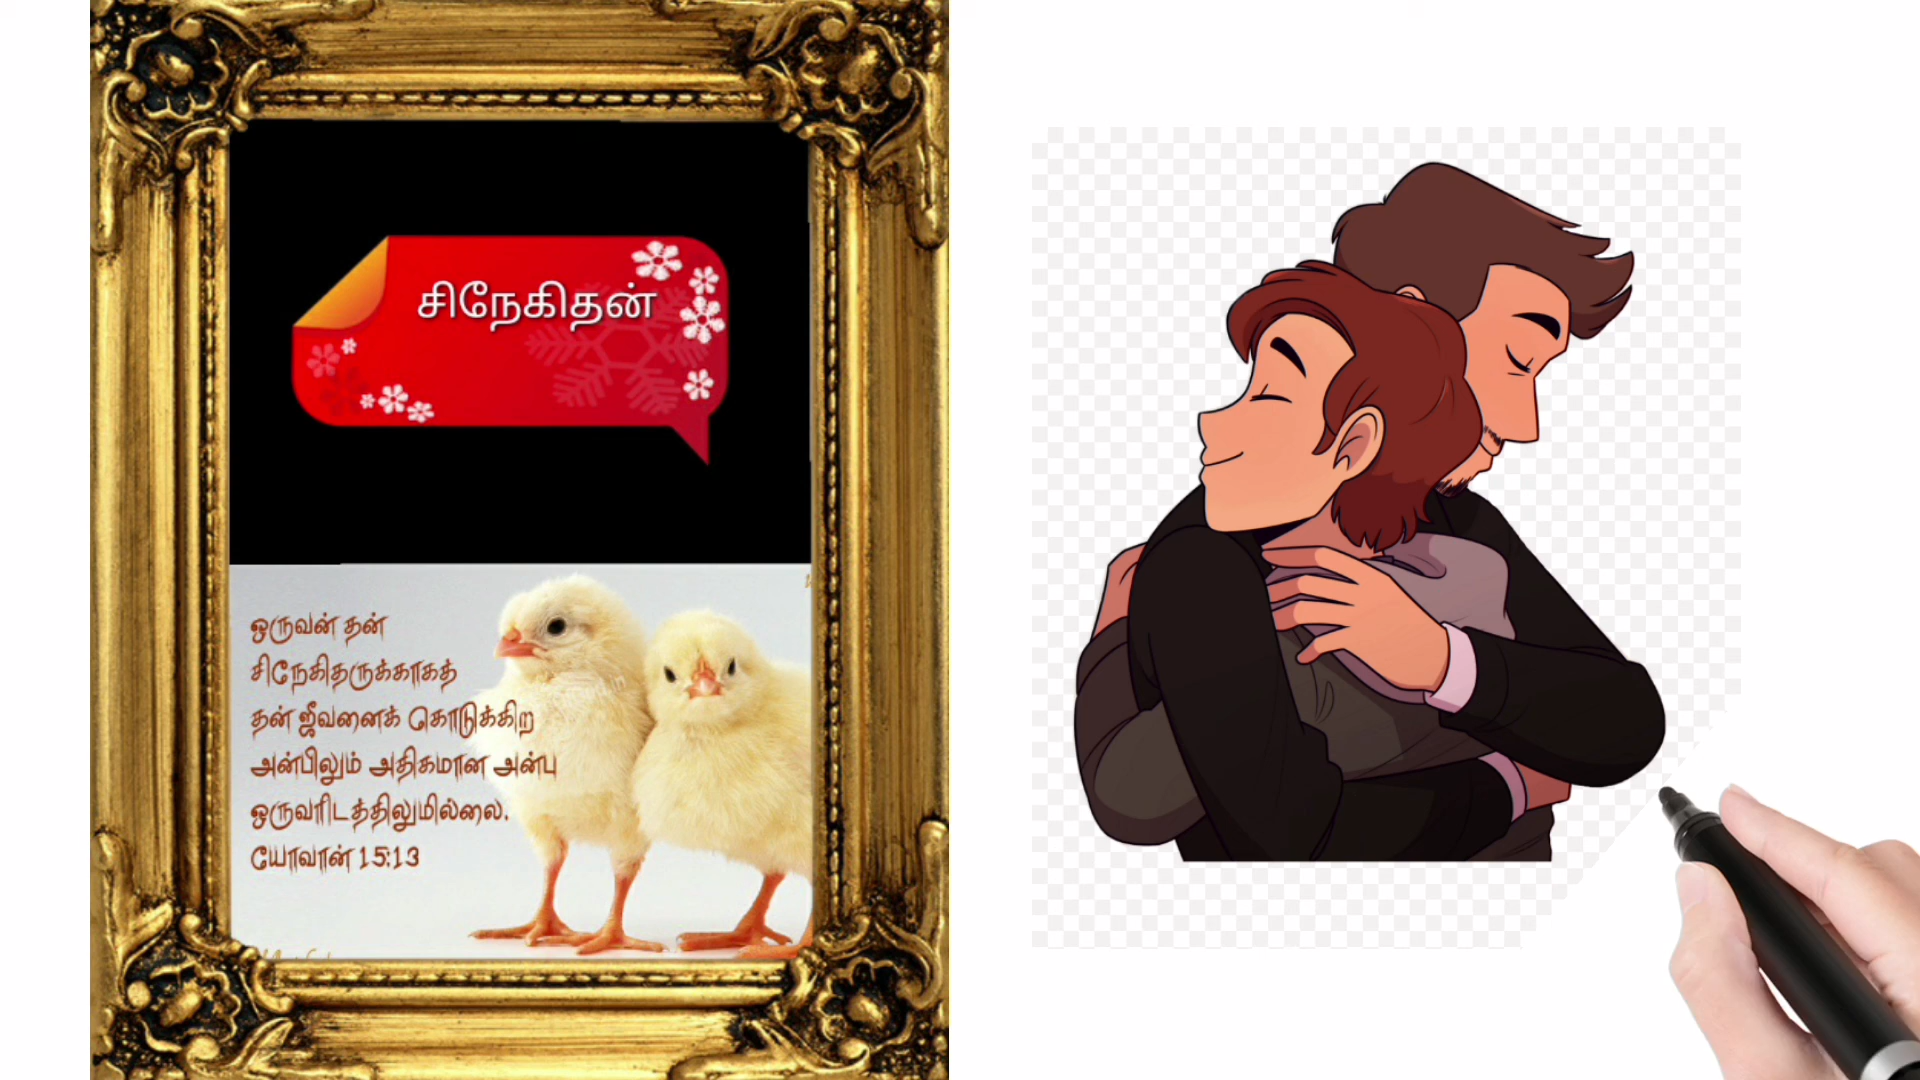 சிநேகிதன்
ஒருவன் தன்
சிநேகிதருக்காகத்
தன் ஜீவனைக் கொடுக்கிற
அன்பிலும் அதிகமான அன்பு
ஒருவரிடத்திலுமில்லை.
யோவான் 15:13